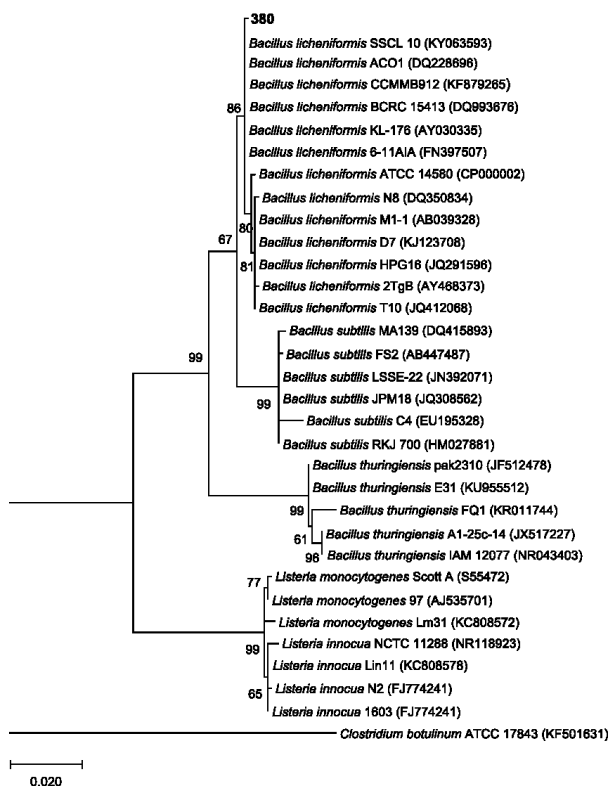 380
Bacillus licheniformis SSCL 10 (KY063593)
Bacillus licheniformis ACO1 (DQ228696)
Bacillus licheniformis CCMMB912 (KF879265)
86
Bacillus licheniformis BCRC 15413 (DQ993676)
Bacillus licheniformis KL-176 (AY030335)
Bacillus licheniformis 6-11AIA (FN397507)
Bacillus licheniformis ATCC 14580 (CP000002)
Bacillus licheniformis N8 (DQ350834)
Bacillus licheniformis M1-1 (AB039328)
80
67
Bacillus licheniformis D7 (KJ123708)
81
Bacillus licheniformis HPG16 (JQ291596)
Bacillus licheniformis 2TgB (AY468373)
Bacillus licheniformis T10 (JQ412068)
Bacillus subtilis MA139 (DQ415893)
99
Bacillus subtilis FS2 (AB447487)
Bacillus subtilis LSSE-22 (JN392071)
Bacillus subtilis JPM18 (JQ308562)
99
Bacillus subtilis C4 (EU195328)
Bacillus subtilis RKJ 700 (HM027881)
Bacillus thuringiensis pak2310 (JF512478)
Bacillus thuringiensis E31 (KU955512)
99
Bacillus thuringiensis FQ1 (KR011744)
61
Bacillus thuringiensis A1-25c-14 (JX517227)
96
Bacillus thuringiensis IAM 12077 (NR043403)
77
Listeria monocytogenes Scott A (S55472)
Listeria monocytogenes 97 (AJ535701)
Listeria monocytogenes Lm31 (KC808572)
99
Listeria innocua NCTC 11288 (NR118923)
Listeria innocua Lin11 (KC808578)
65
Listeria innocua N2 (FJ774241)
Listeria innocua 1603 (FJ774241)
Clostridium botulinum ATCC 17843 (KF501631)
0.020